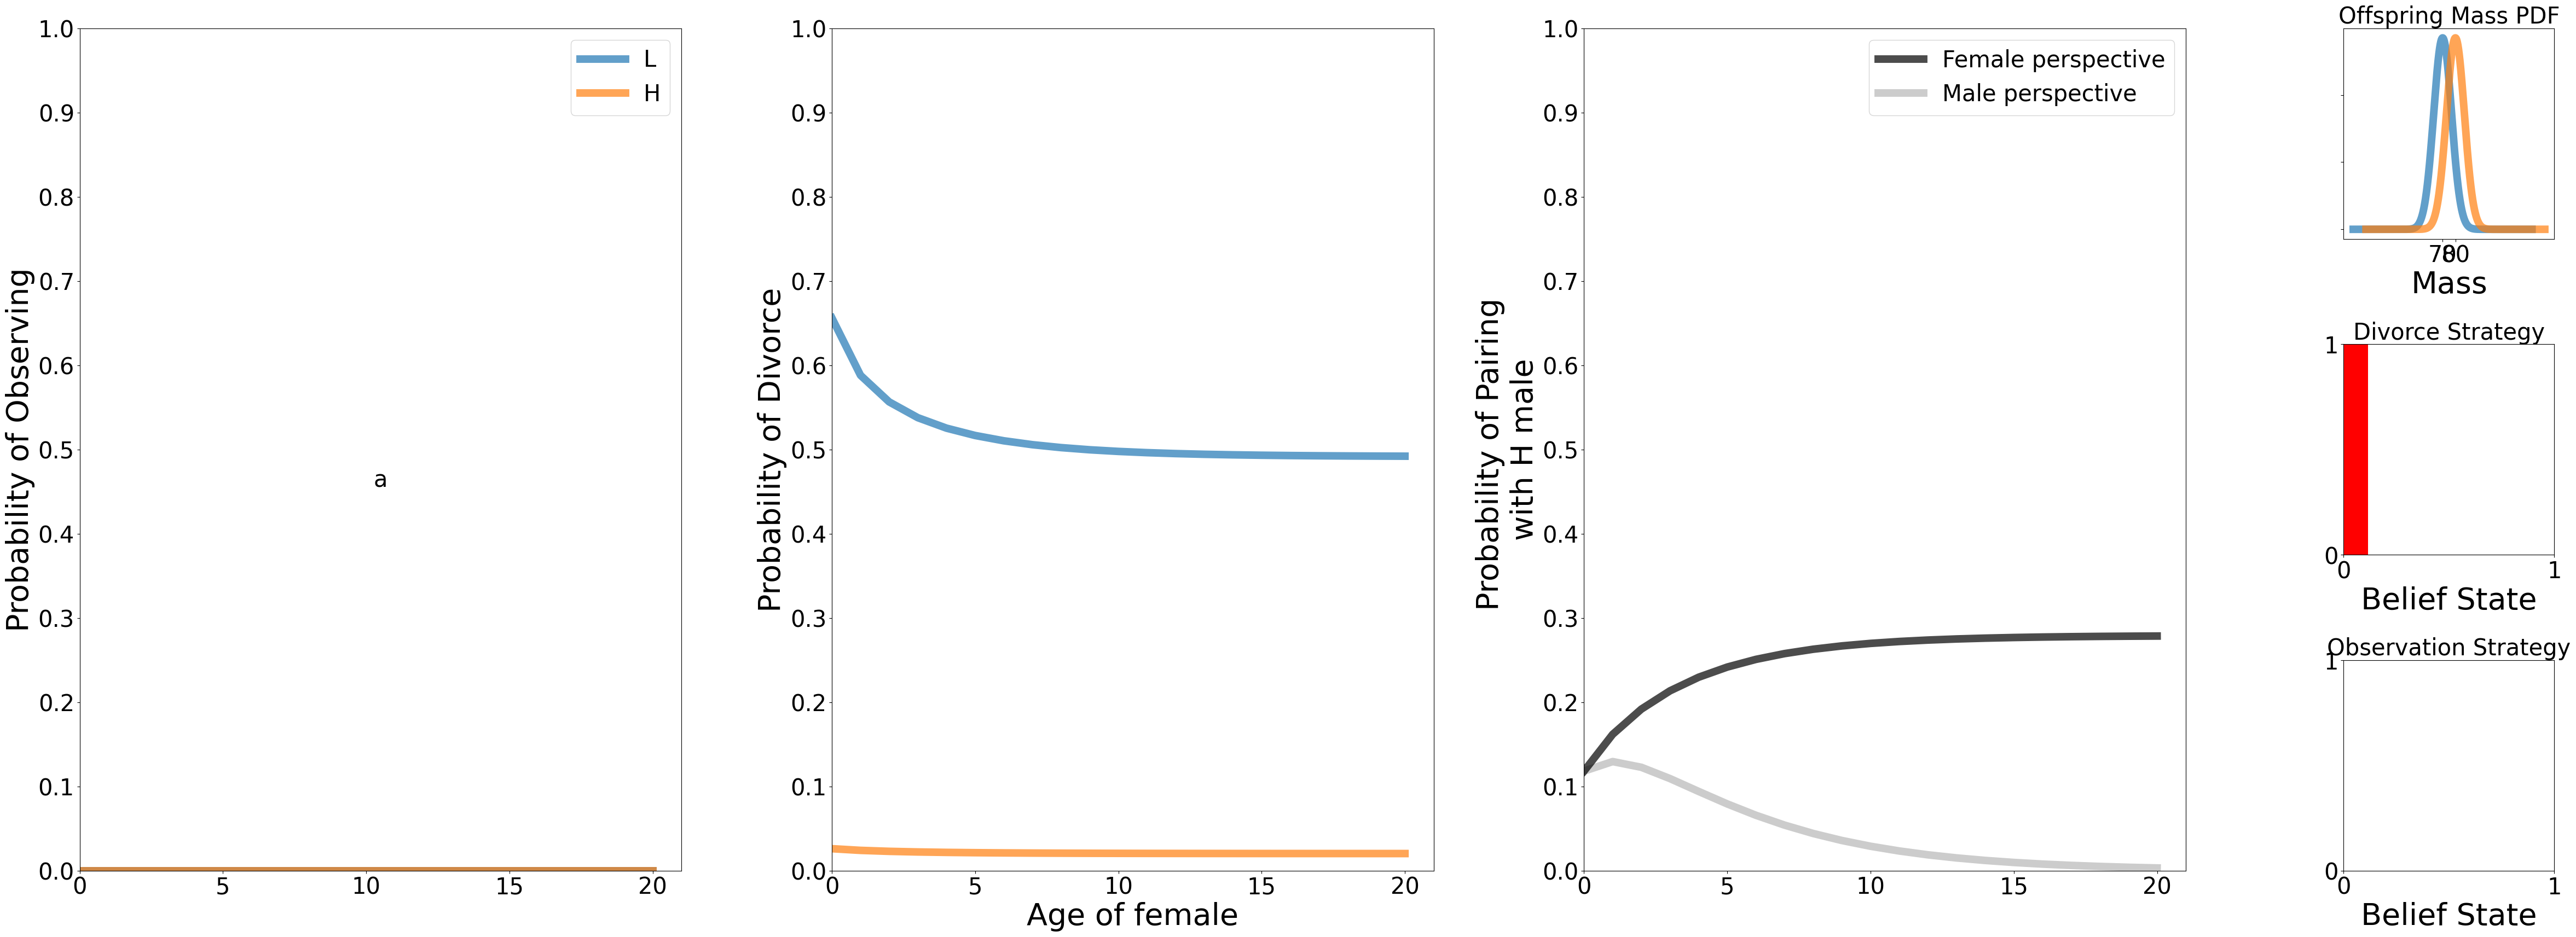 Probability of Observing
1.0
0.9
0.8
0.7
0.6
0.5
0.4
0.3
0.2
0.1
0.0
0 5 10 15 20
L
H
a
Probability of Divorce
1.0
0.9
0.8
0.7
0.6
0.5
0.4
0.3
0.2
0.1
0.0
0 5 10 15 20
Age of female
Probability of Pairing
with H male
1.0
0.9
0.8
0.7
0.6
0.5
0.4
0.3
0.2
0.1
0.0
0 5 10 15 20
Female perspective
Male perspective
Offspring Mass PDF
Mass
Divorce Strategy
1
0
0 1
Belief State
Observation Strategy
1
0
0 1
Belief State